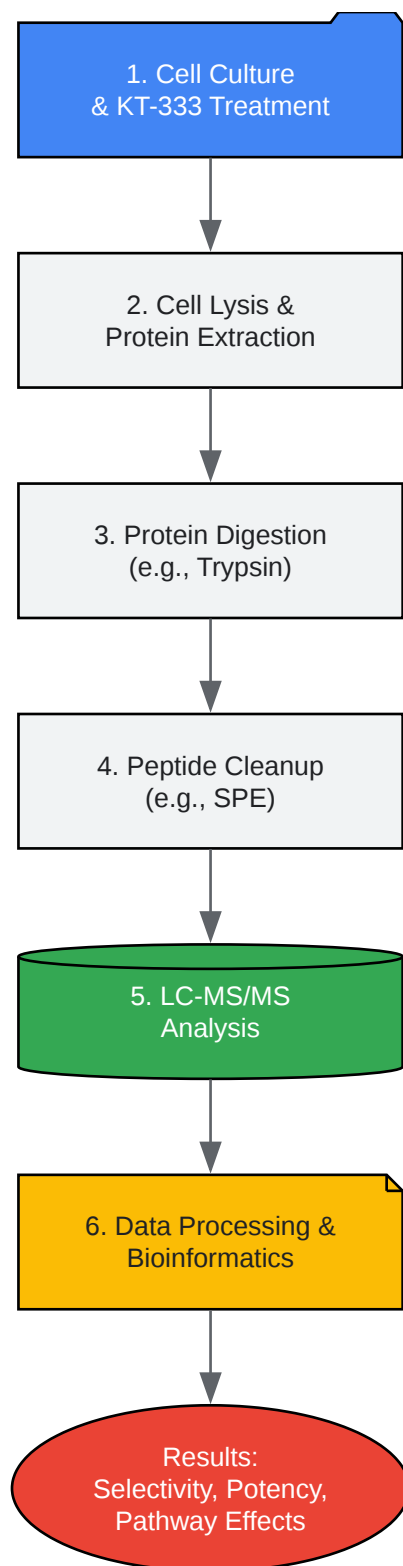 1. Cell Culture
& KT-333 Treatment
2. Cell Lysis &
Protein Extraction
3. Protein Digestion
(e.g., Trypsin)
4. Peptide Cleanup
(e.g., SPE)
5. LC-MS/MS
Analysis
6. Data Processing &
Bioinformatics
Results:
Selectivity, Potency,
Pathway Effects